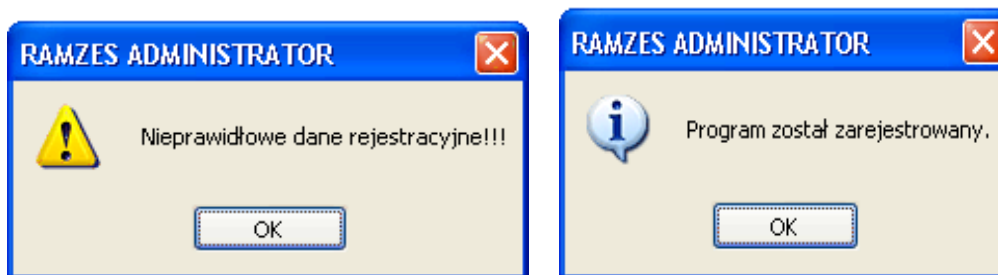 RAMZES ADMINISTRATOR
Nieprawidłowe dane rejestracyjne!!!
OK
RAMZES ADMINISTRATOR
Program został zarejestrowany.
OK